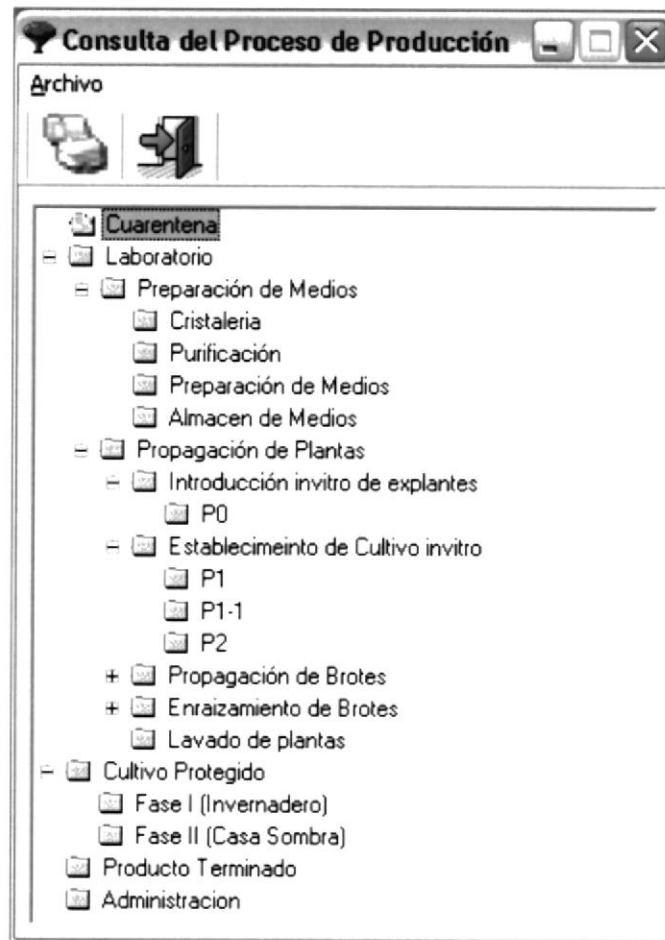 Consulta del Proceso de Producción
Archivo
Cuarentena
Laboratorio
Preparación de Medios
Cristaleria
Purificación
Preparación de Medios
Almacen de Medios
Propagación de Plantas
Introducción invitro de explantes
P0
Establecimeinto de Cultivo invitro
P1
P1-1
P2
Propagación de Brotes
Enraizamiento de Brotes
Lavado de plantas
Cultivo Protegido
Fase I (Invernadero)
Fase II (Casa Sombra)
Producto Terminado
Administracion